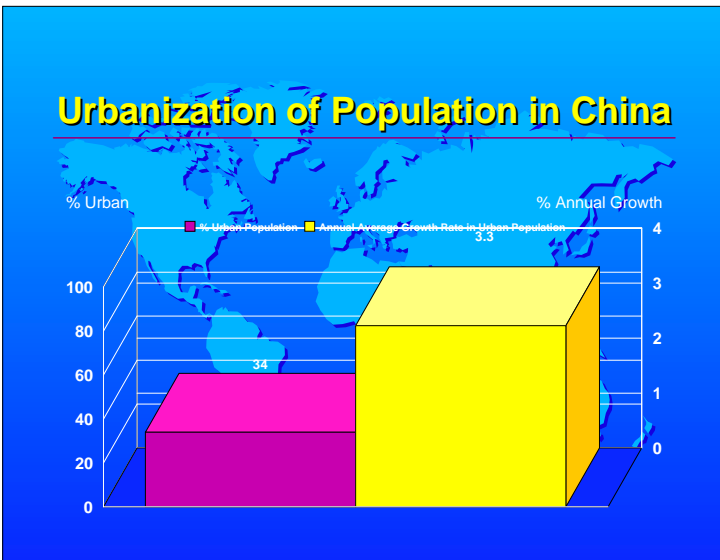 Urbanization of Population in China
% Urban
% Annual Growth
% Urban Population
Annual Average Growth Rate in Urban Population
3.3
34
100
80
60
40
20
0
4
3
2
1
0